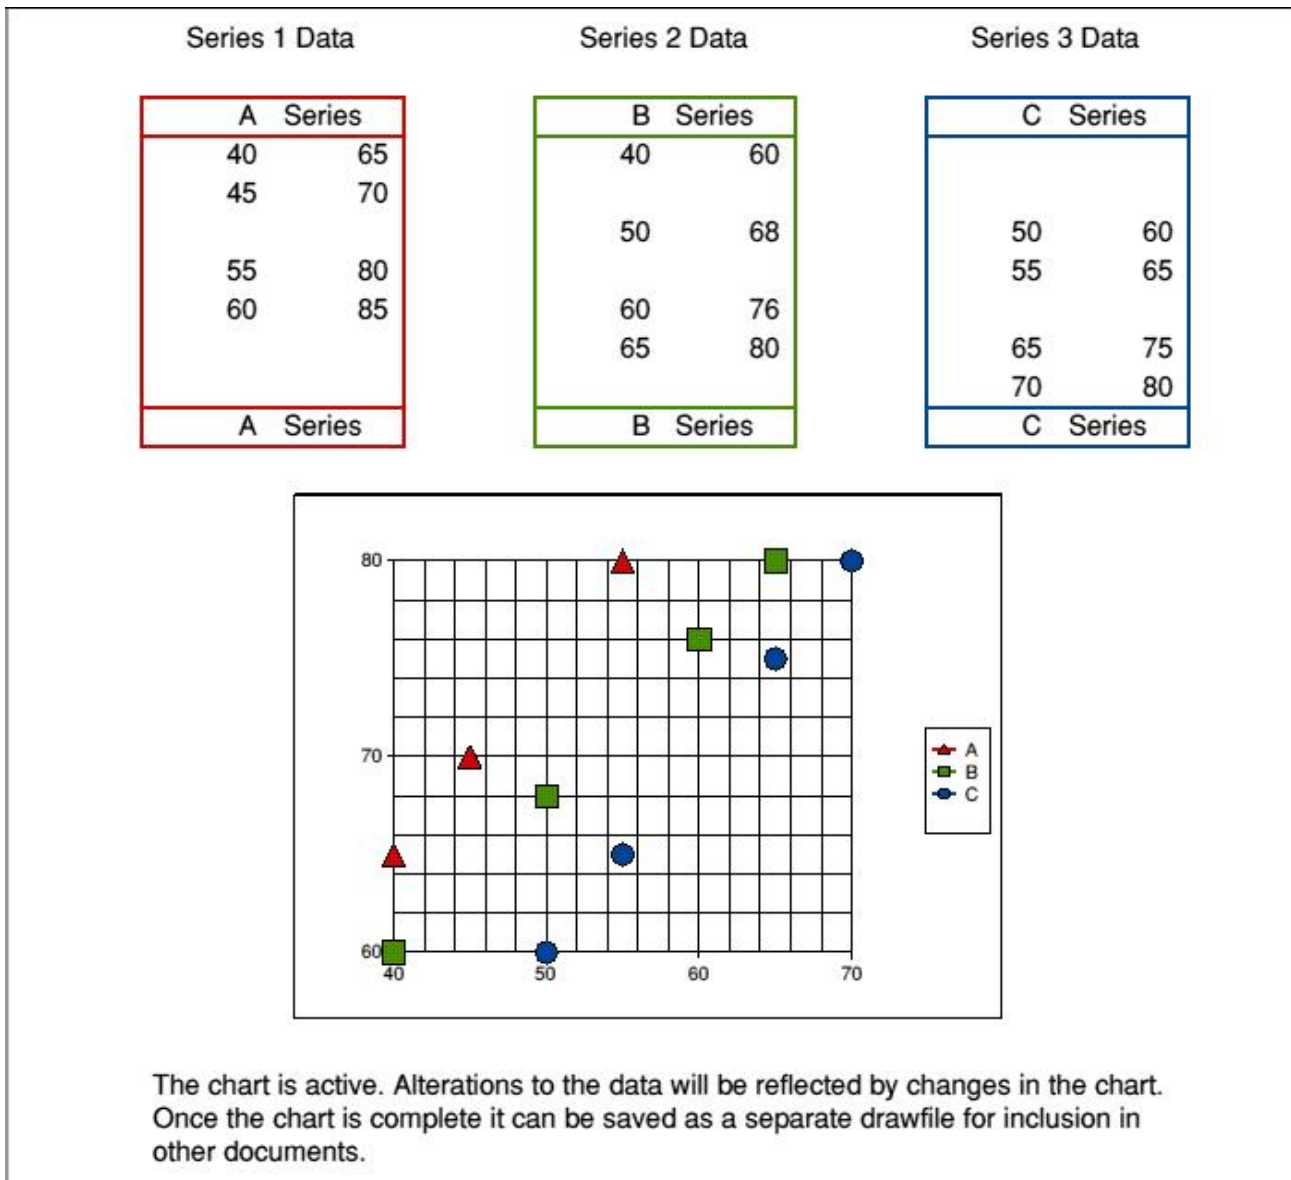 Series 1 Data Series 2 Data Series 3 Data
A Series B Series C Series
40 65 40 60
45 70
50 68 50 60
55 80 55 65
60 85 60 76
65 80 65 75
70 80
A Series B Series C Series
80
70
60
40 50 60 70
A
B
C
The chart is active. Alterations to the data will be reflected by changes in the chart.
Once the chart is complete it can be saved as a separate drawfile for inclusion in
other documents.